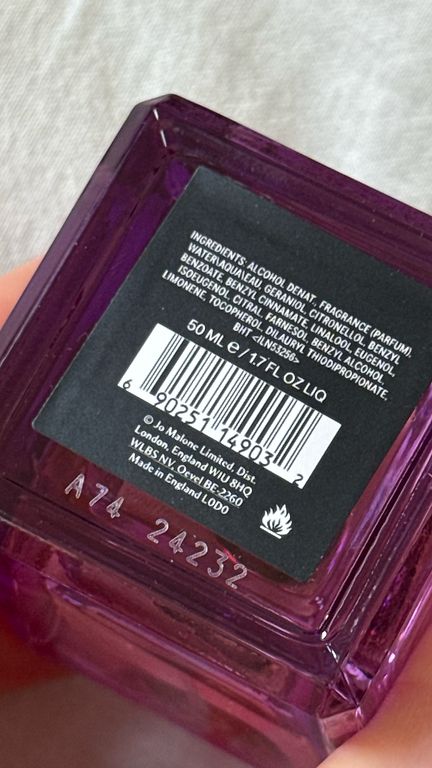 INGREDIENTS: ALCOHOL DENAT., FRAGRANCE (PARFUM),
WATER\AQUA\EAU, GERANIOL, CITRONELLOL, BENZYL
BENZOATE, BENZYL CINNAMATE, LINALOOL, EUGENOL,
ISOEUGENOL, CITRAL, FARNESOL, BENZYL ALCOHOL,
LIMONENE, TOCOPHEROL, DILAURYL THIODIPROPIONATE,
BHT <ILN53256>
50 ML e / 1.7 FL OZ LIQ
6 90251 14903 2
© Jo Malone Limited, Dist.
London, England W1U 8HQ
WLBS NV, Oevel BE-2260
Made in England LODO
A74 24232